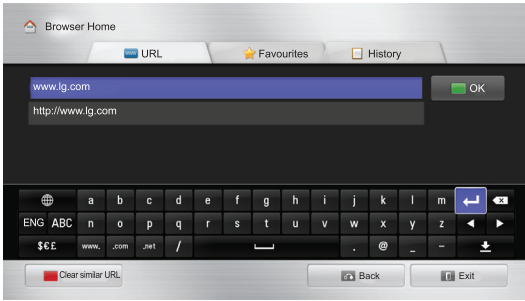 Browser Home
URL Favourites History
www.lg.com OK
http://www.lg.com
a b c d e f g h i j k l m
ENG ABC n o p q r s t u v w x y z
$€£ www. .com .net / . @ _ -
Clear similar URL Back Exit